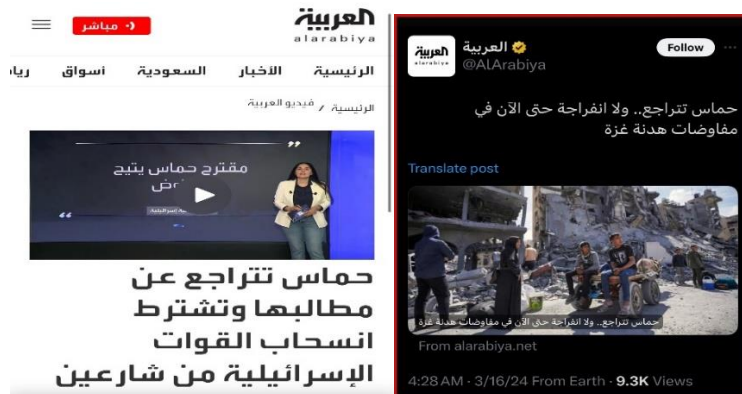 العربية
alarabiya
مباشر
الرئيسية الأخبار السعودية أسواق
الرئيسية / فيديو العربية
مقترح حماس يتيح
حماس تتراجع عن
مطالبها وتشترط
انسحاب القوات
الإسرائيلية من شارعين
العربية
alarabiya
العربية
@AlArabiya
Follow
حماس تتراجع.. ولا انفراجة حتى الآن في
مفاوضات هدنة غزة
Translate post
حماس تتراجع.. ولا انفراجة حتى الآن في مفاوضات هدنة غزة
From alarabiya.net
4:28 AM · 3/16/24 From Earth · 9.3K Views